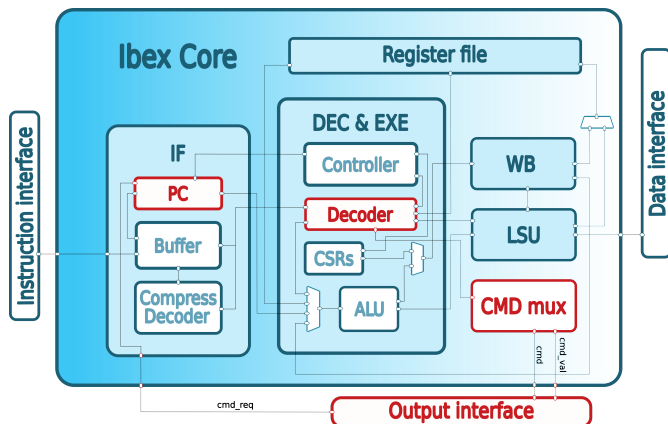 Ibex Core
Register file
DEC & EXE
IF
Controller
WB
PC
Decoder
LSU
Buffer
CSRs
Compress
Decoder
ALU
CMD mux
cmd
cmd_val
cmd_req
Output interface
Instruction interface
Data interface